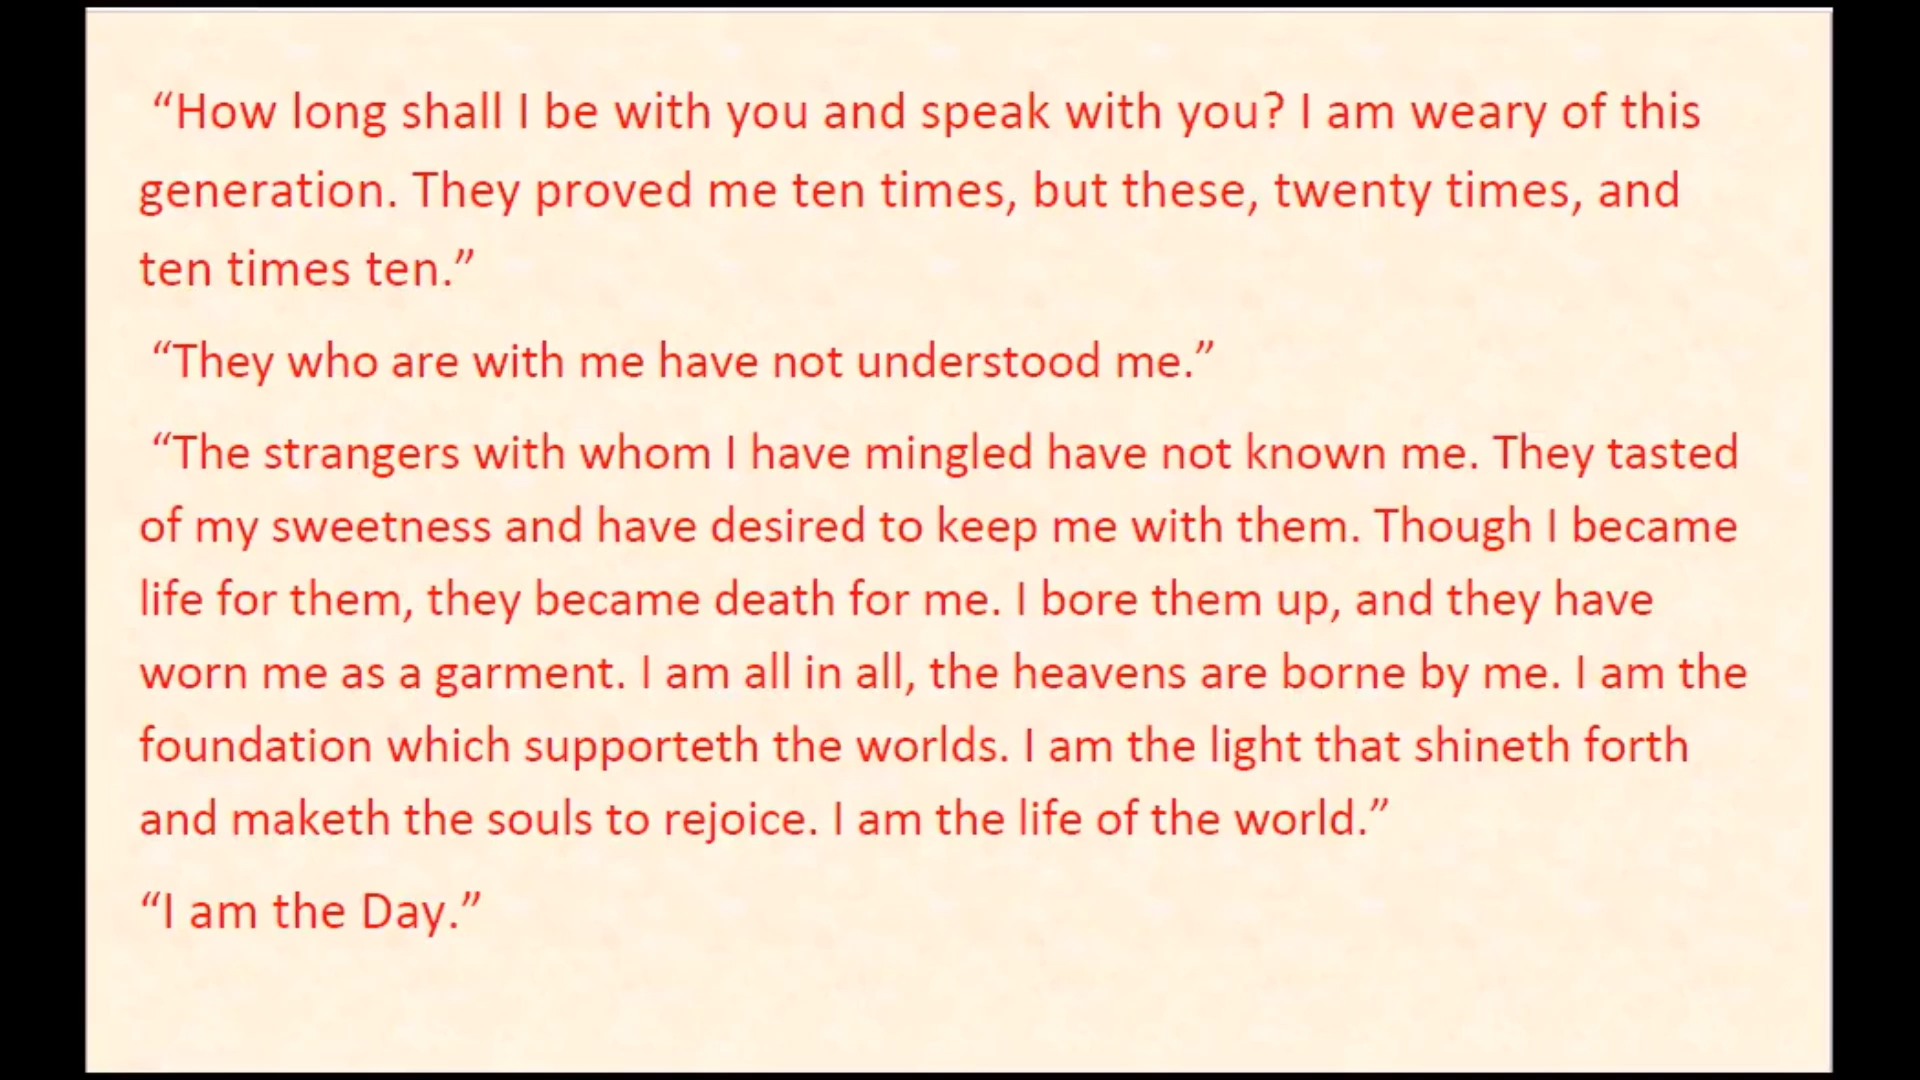 “How long shall I be with you and speak with you? I am weary of this
generation. They proved me ten times, but these, twenty times, and
ten times ten.”
“They who are with me have not understood me.”
“The strangers with whom I have mingled have not known me. They tasted
of my sweetness and have desired to keep me with them. Though I became
life for them, they became death for me. I bore them up, and they have
worn me as a garment. I am all in all, the heavens are borne by me. I am the
foundation which supporteth the worlds. I am the light that shineth forth
and maketh the souls to rejoice. I am the life of the world.”
“I am the Day.”